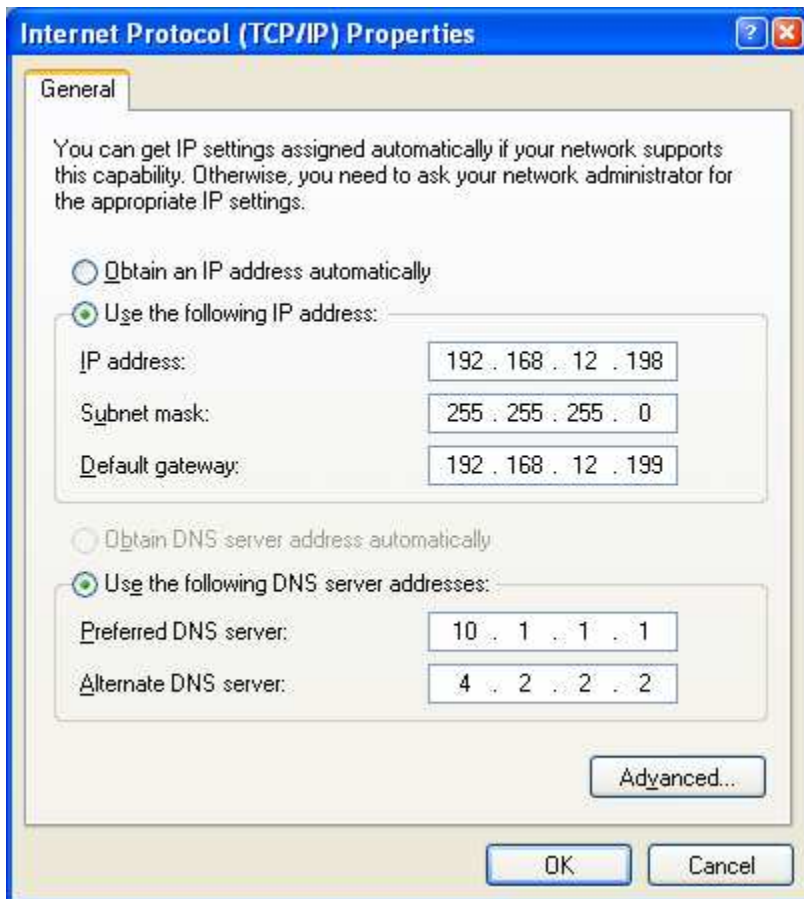 Internet Protocol (TCP/IP) Properties
General
You can get IP settings assigned automatically if your network supports
this capability. Otherwise, you need to ask your network administrator for
the appropriate IP settings.
Obtain an IP address automatically
Use the following IP address:
IP address: 192 . 168 . 12 . 198
Subnet mask: 255 . 255 . 255 . 0
Default gateway: 192 . 168 . 12 . 199
Obtain DNS server address automatically
Use the following DNS server addresses:
Preferred DNS server: 10 . 1 . 1 . 1
Alternate DNS server: 4 . 2 . 2 . 2
Advanced...
OK Cancel